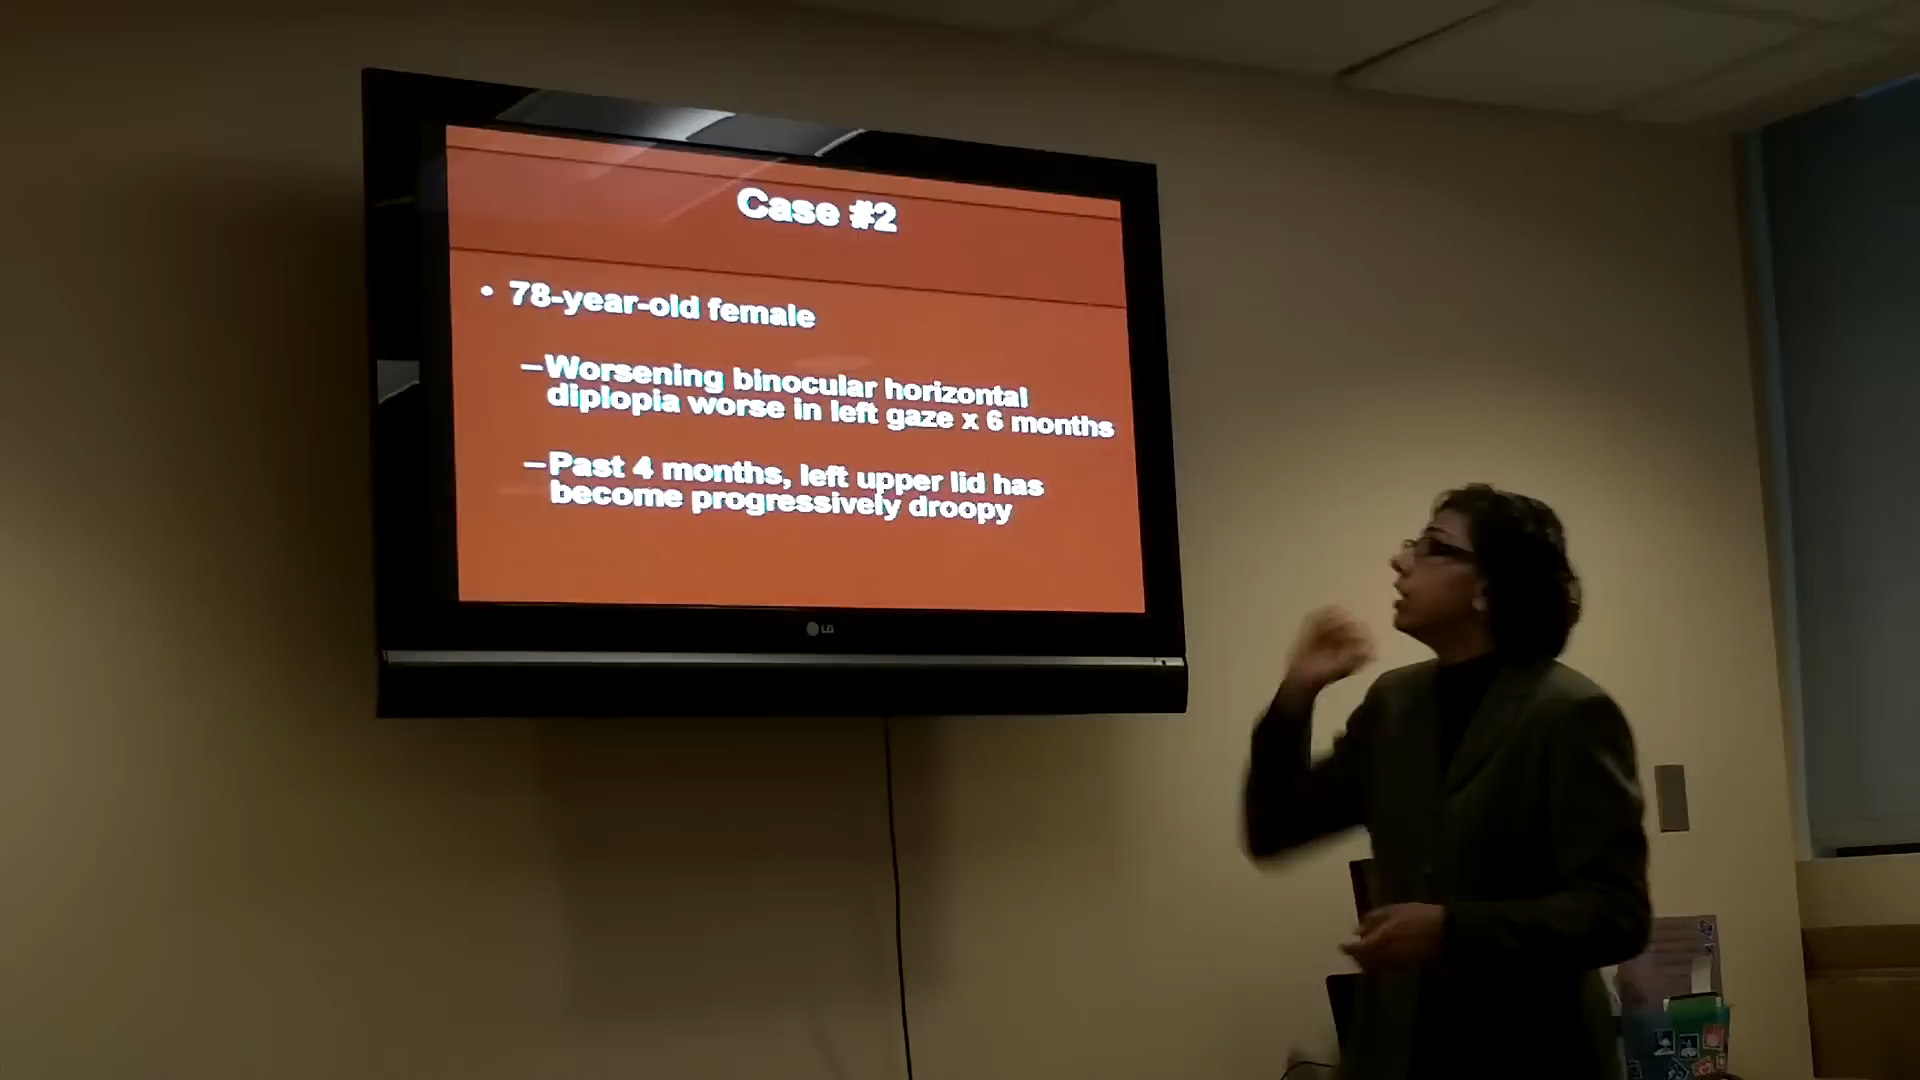 Case #2
• 78-year-old female
–Worsening binocular horizontal
diplopia worse in left gaze x 6 months
–Past 4 months, left upper lid has
become progressively droopy
LG